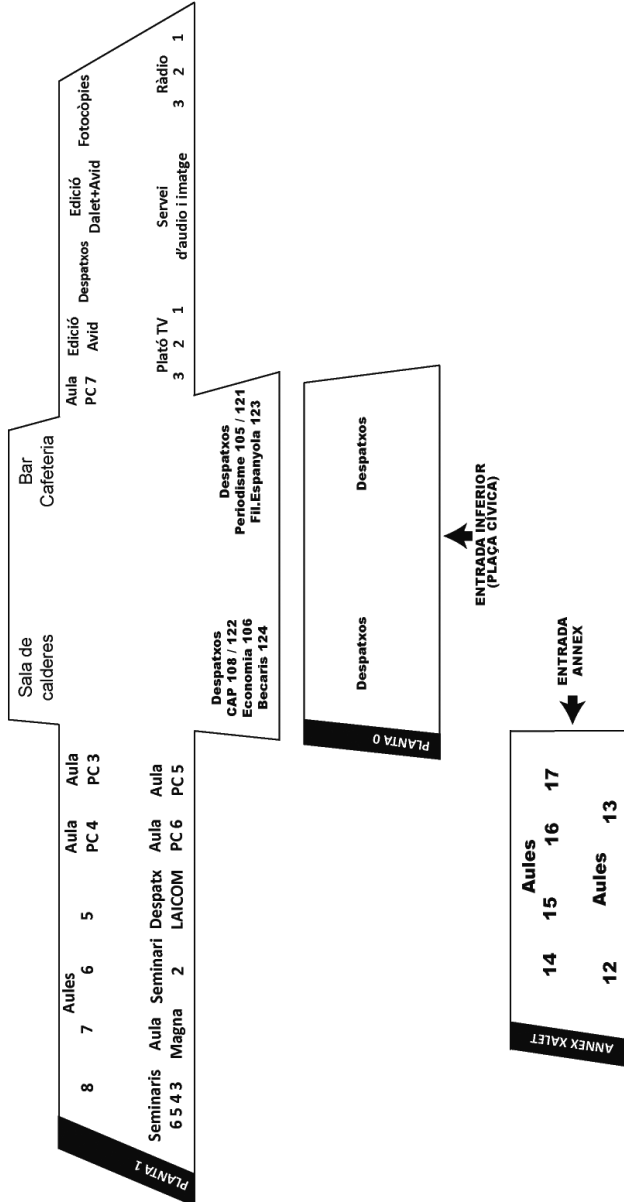 PLANTA 1
8
7
6
5
Aules
Aula
PC 4
Aula
PC 3
Seminaris
6 5 4 3
Aula
Magna
Seminari
2
Despatx
LAICOM
Aula
PC 6
Aula
PC 5
Sala de
calderes
Bar
Cafeteria
Despatxos
CAP 108 / 122
Economia 106
Becaris 124
Despatxos
Periodisme 105 / 121
Fil.Espanyola 123
Aula
PC 7
Edició
Avid
Despatxos
Edició
Dalet+Avid
Fotocòpies
Plató TV
3 2 1
Servei
d'audio i imatge
Ràdio
3 2 1
PLANTA 0
Despatxos
Despatxos
ENTRADA INFERIOR
(PLAÇA CÍVICA)
ANNEX XALET
Aules
14 15 16 17
Aules
12 13
ENTRADA
ANNEX